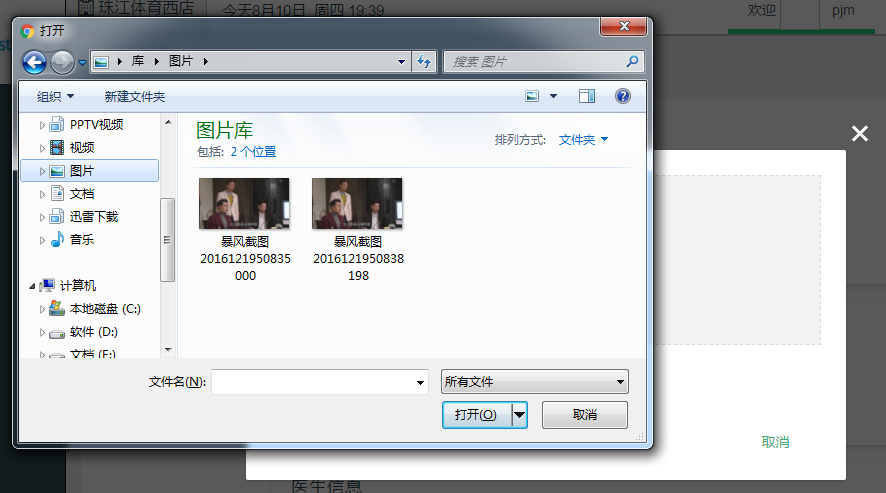 珠江体育西店 今天8月10日 周四 19:39 欢迎 pjm
打开
库 图片 搜索 图片
组织 新建文件夹
PPTV视频
视频
图片
文档
迅雷下载
音乐
计算机
本地磁盘 (C:)
软件 (D:)
文档 (E:)
图片库
包括: 2 个位置
排列方式: 文件夹
暴风截图
2016121950835
000
暴风截图
2016121950838
198
文件名(N):
所有文件
打开(O) 取消
取消
医生信息